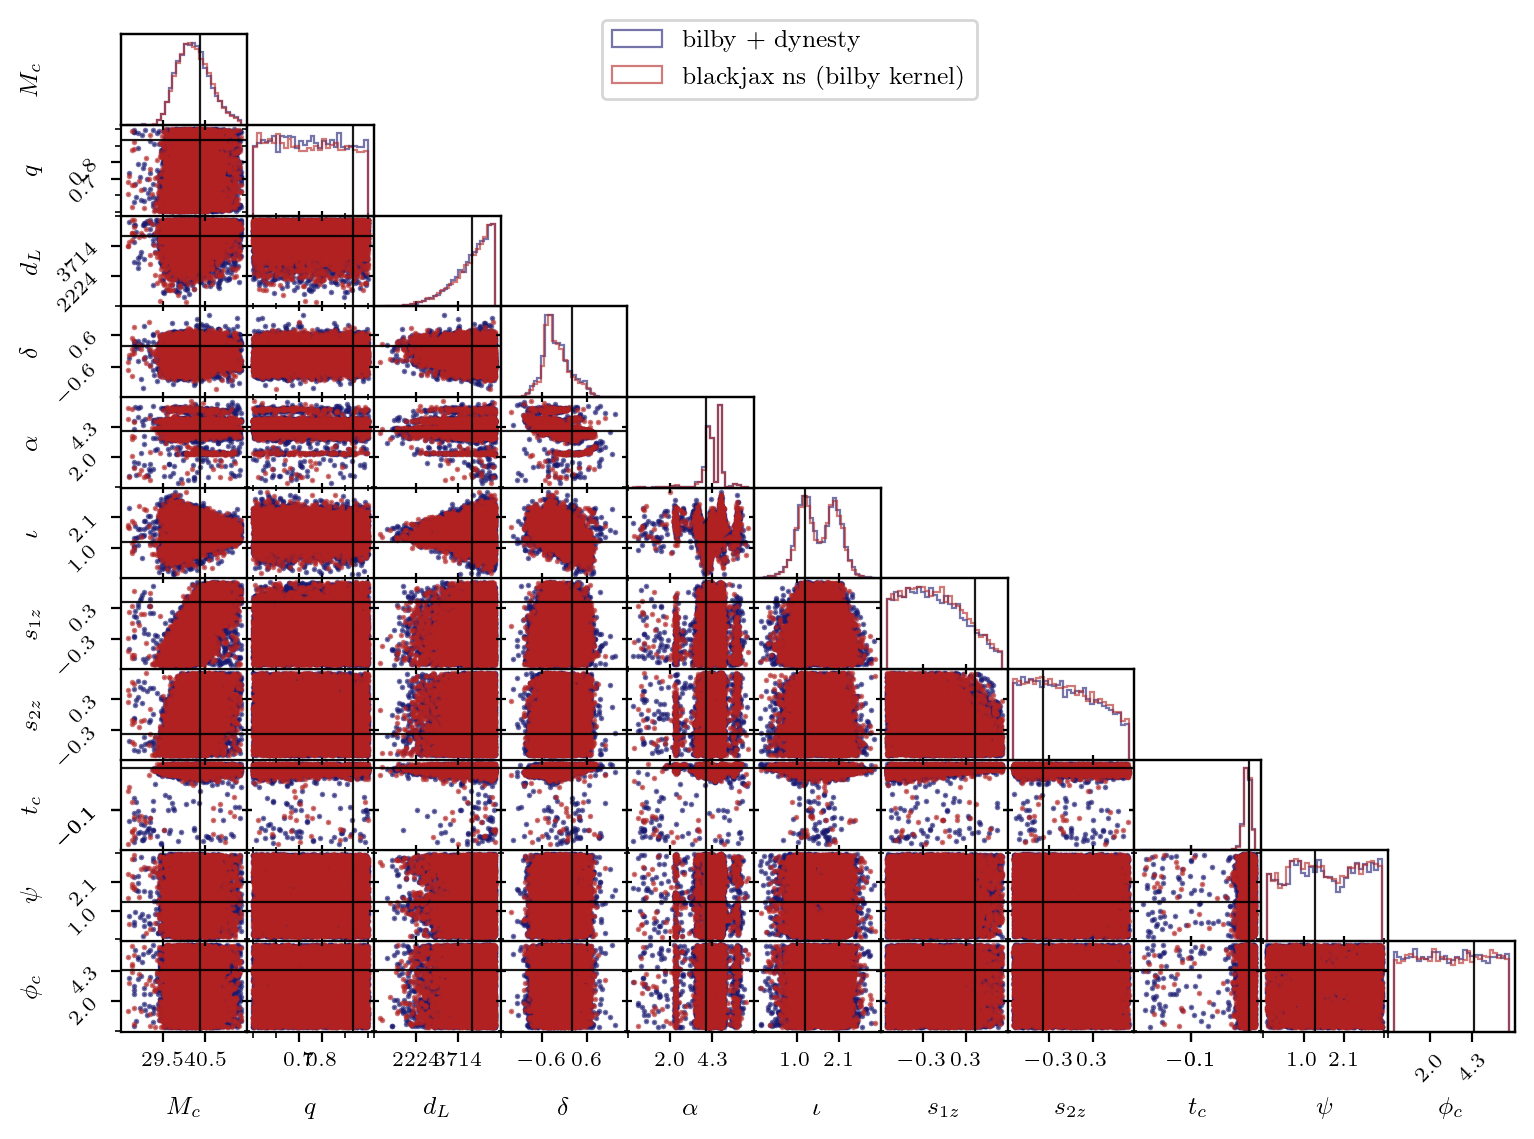 bilby + dynesty
blackjax ns (bilby kernel)
M_c
q
0.8
0.7
d_L
3714
2224
δ
0.6
−0.6
α
4.3
2.0
ι
2.1
1.0
s_1z
0.3
−0.3
s_2z
0.3
−0.3
t_c
−0.1
ψ
2.1
1.0
ϕ_c
4.3
2.0
29.5 40.5 0.7 0.8 2224 3714 −0.6 0.6 2.0 4.3 1.0 2.1 −0.3 0.3 −0.3 0.3 −0.1 1.0 2.1 2.0 4.3
M_c q d_L δ α ι s_1z s_2z t_c ψ ϕ_c